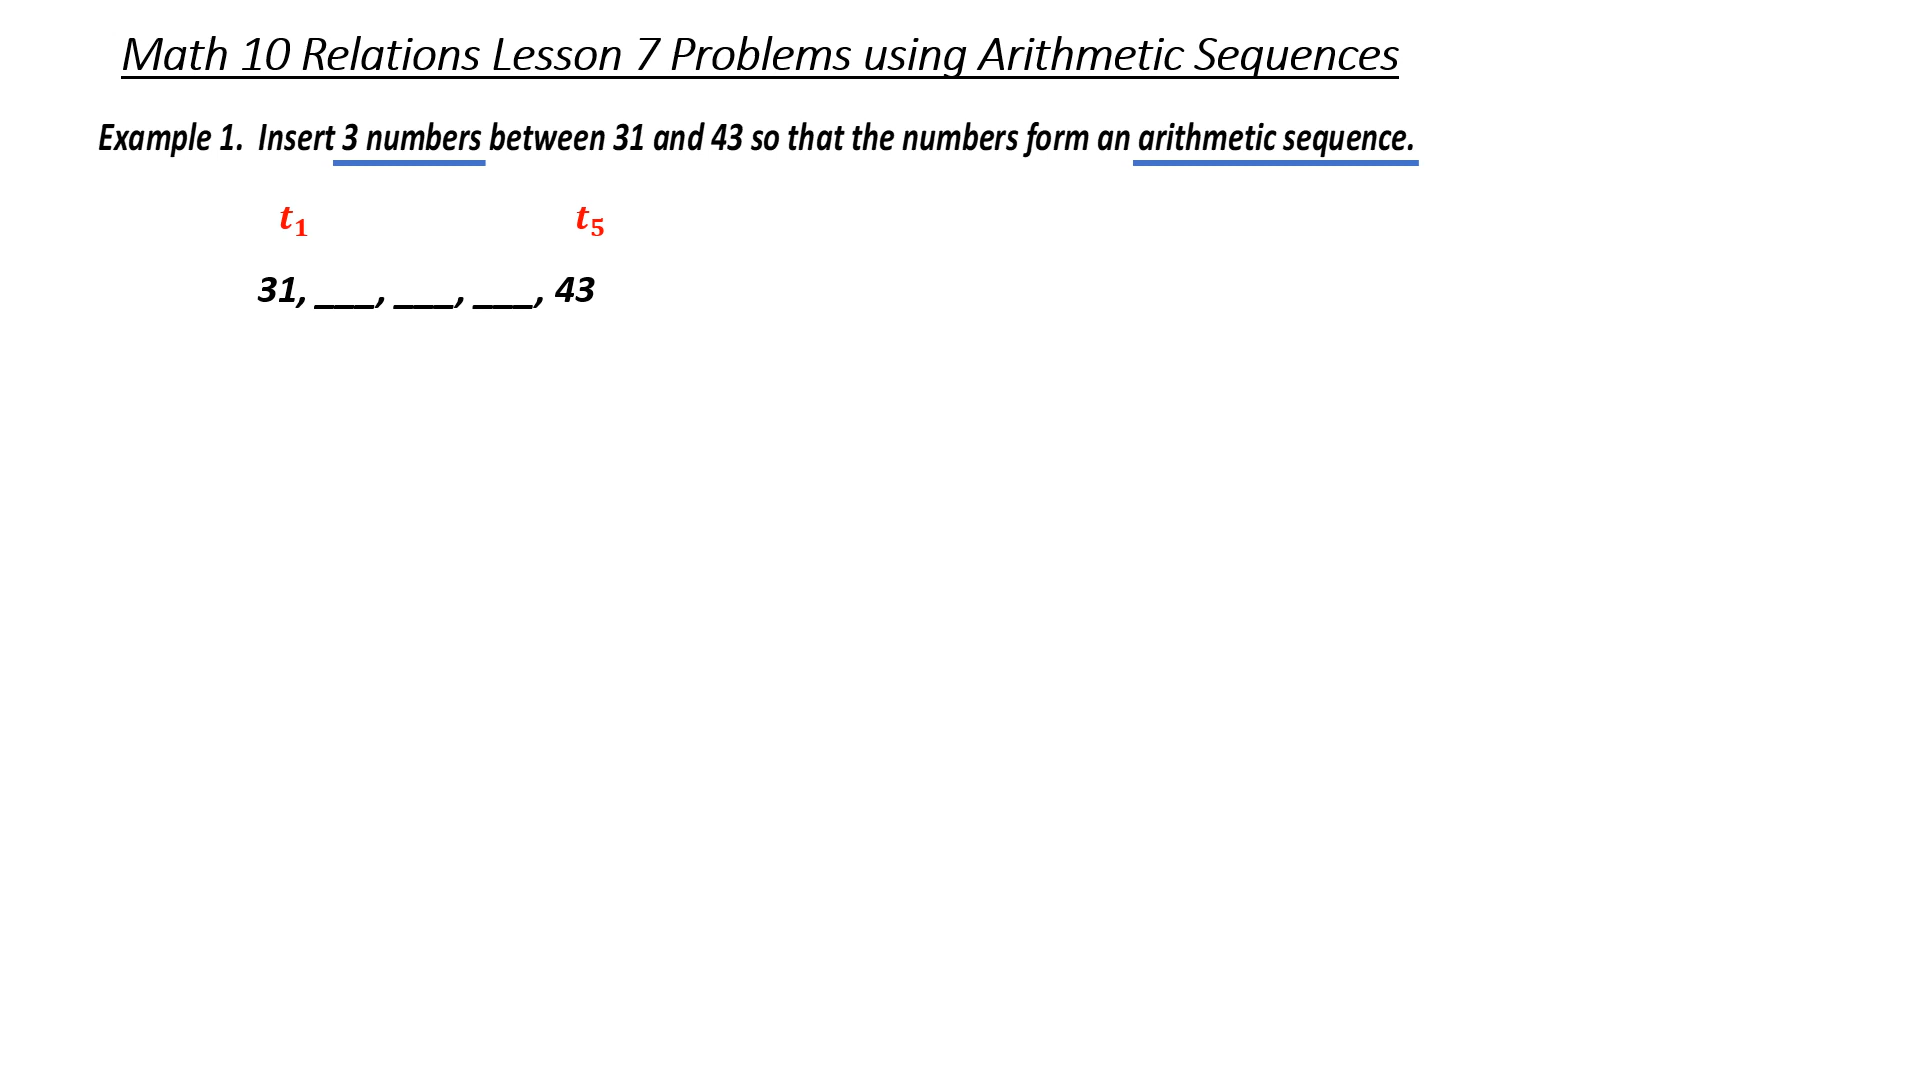 Math 10 Relations Lesson 7 Problems using Arithmetic Sequences
Example 1.  Insert 3 numbers between 31 and 43 so that the numbers form an arithmetic sequence.
t₁ t₅
31, ___, ___, ___, 43